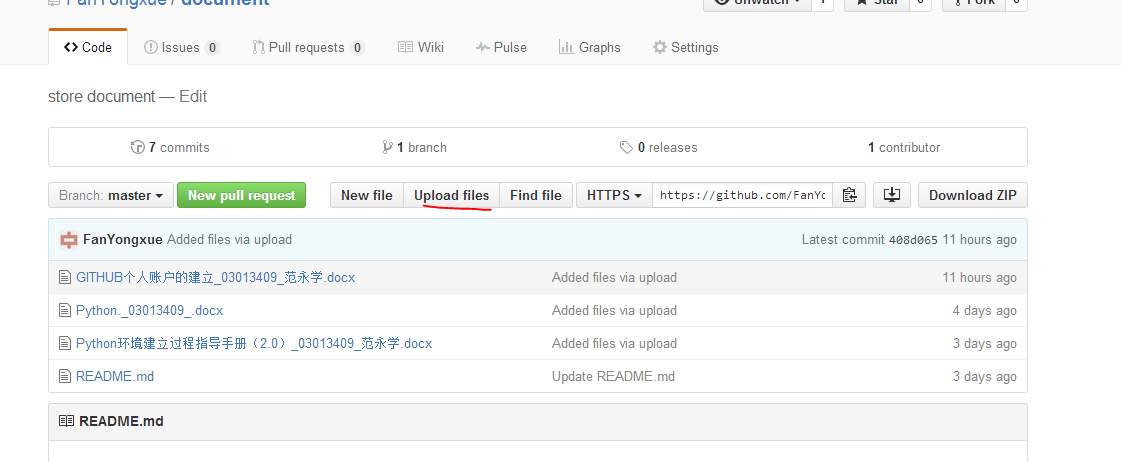 FanYongxue / document
Unwatch 1 Star 0 Fork 0
Code Issues 0 Pull requests 0 Wiki Pulse Graphs Settings
store document — Edit
7 commits 1 branch 0 releases 1 contributor
Branch: master New pull request New file Upload files Find file HTTPS https://github.com/FanYo Download ZIP
FanYongxue Added files via upload Latest commit 408d065 11 hours ago
GITHUB个人账户的建立_03013409_范永学.docx Added files via upload 11 hours ago
Python._03013409_.docx Added files via upload 4 days ago
Python环境建立过程指导手册（2.0）_03013409_范永学.docx Added files via upload 3 days ago
README.md Update README.md 3 days ago
README.md